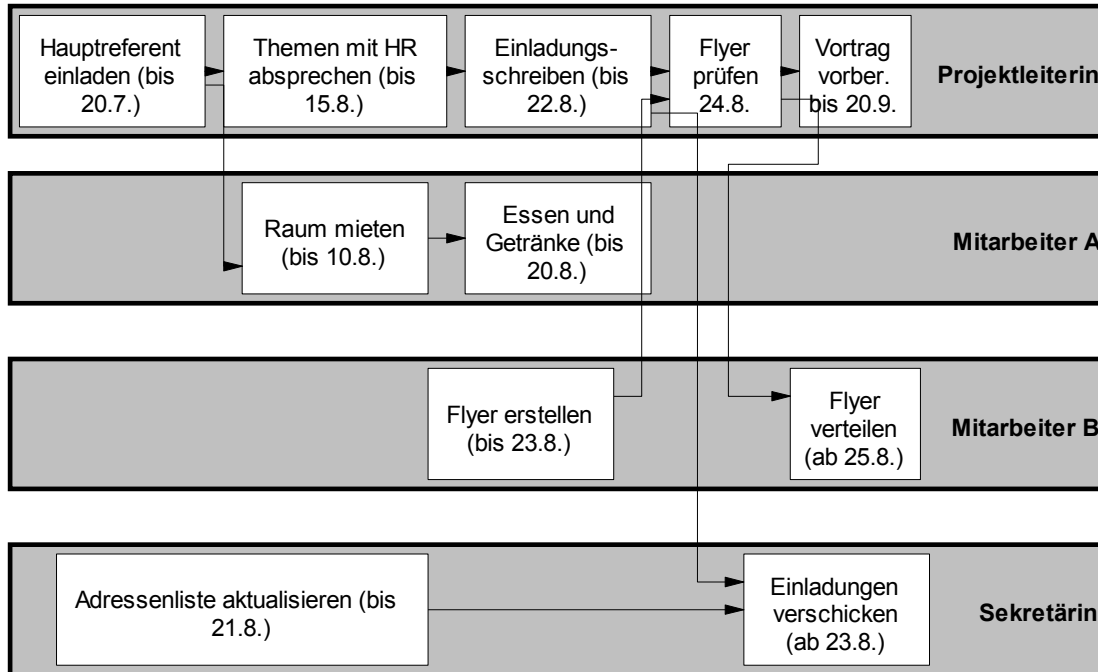 Hauptreferent
einladen (bis
20.7.)
Themen mit HR
absprechen (bis
15.8.)
Einladungs-
schreiben (bis
22.8.)
Flyer
prüfen
24.8.
Vortrag
vorber.
bis 20.9.
Projektleiterin
Raum mieten
(bis 10.8.)
Essen und
Getränke (bis
20.8.)
Mitarbeiter A
Flyer erstellen
(bis 23.8.)
Flyer
verteilen
(ab 25.8.)
Mitarbeiter B
Adressenliste aktualisieren (bis
21.8.)
Einladungen
verschicken
(ab 23.8.)
Sekretärin